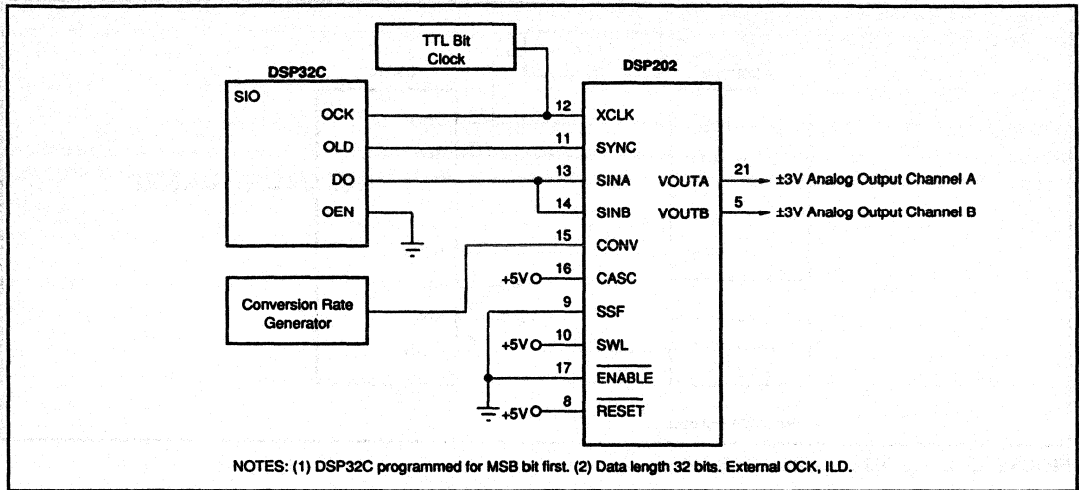 TTL Bit
Clock
DSP32C
DSP202
SIO
OCK
12
XCLK
OLD
11
SYNC
DO
13
SINA
VOUTA
21
±3V Analog Output Channel A
OEN
14
SINB
VOUTB
5
±3V Analog Output Channel B
15
CONV
+5V
16
CASC
Conversion Rate
Generator
9
SSF
+5V
10
SWL
17
ENABLE
+5V
8
RESET
NOTES: (1) DSP32C programmed for MSB bit first. (2) Data length 32 bits. External OCK, ILD.